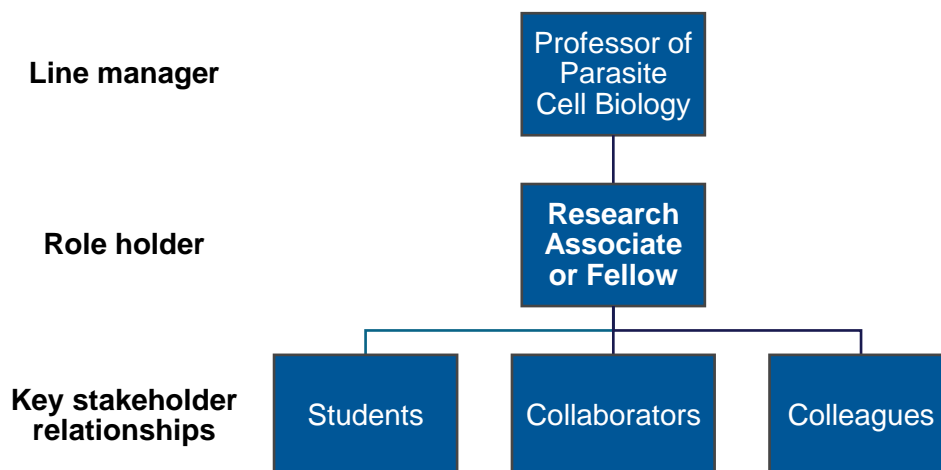 Line manager
Professor of
Parasite
Cell Biology
Role holder
Research
Associate
or Fellow
Key stakeholder
relationships
Students
Collaborators
Colleagues